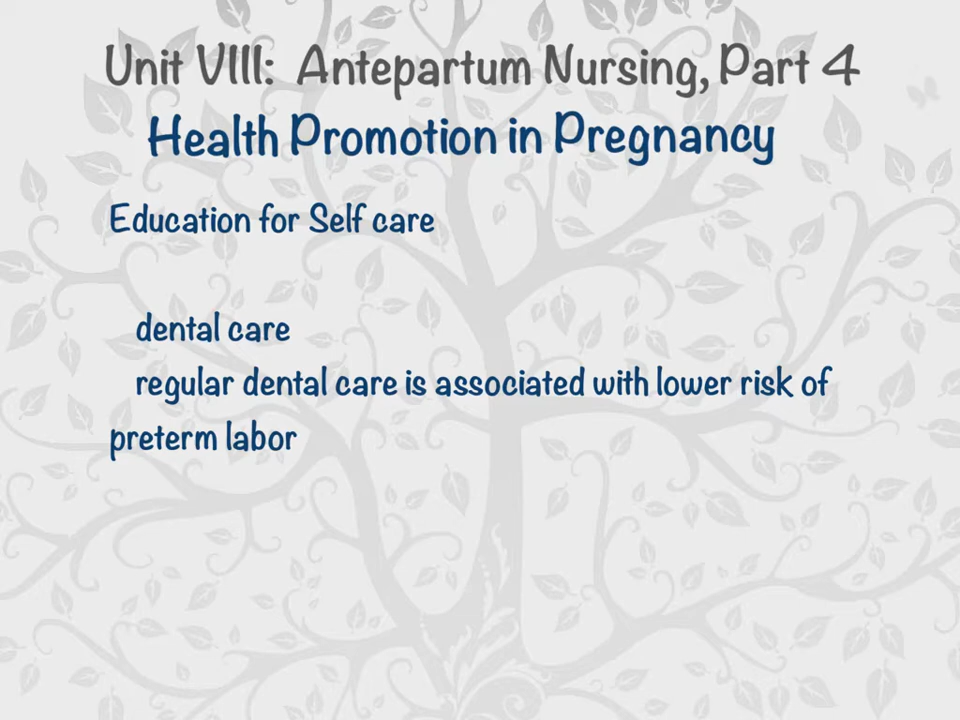 Unit VIII: Antepartum Nursing, Part 4
Health Promotion in Pregnancy
Education for Self care
dental care
regular dental care is associated with lower risk of
preterm labor